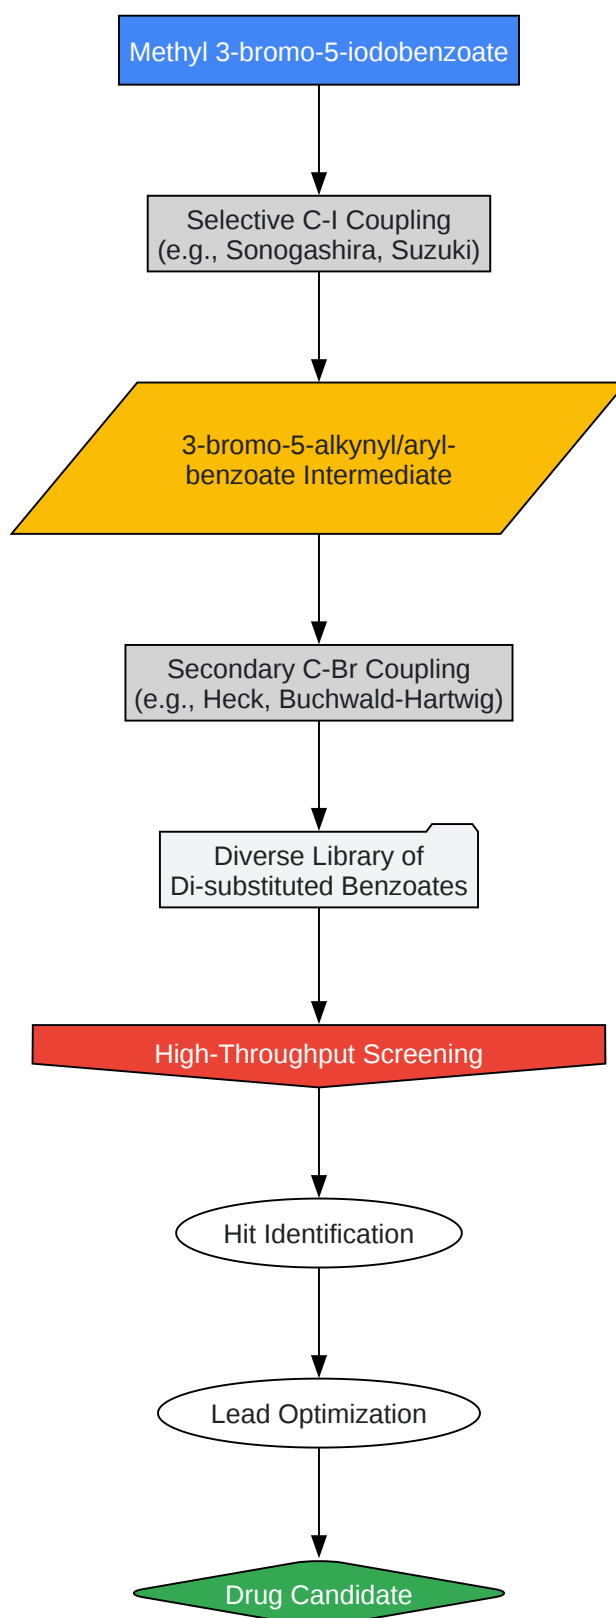 Methyl 3-bromo-5-iodobenzoate
Selective C-I Coupling
(e.g., Sonogashira, Suzuki)
3-bromo-5-alkynyl/aryl-
benzoate Intermediate
Secondary C-Br Coupling
(e.g., Heck, Buchwald-Hartwig)
Diverse Library of
Di-substituted Benzoates
High-Throughput Screening
Hit Identification
Lead Optimization
Drug Candidate